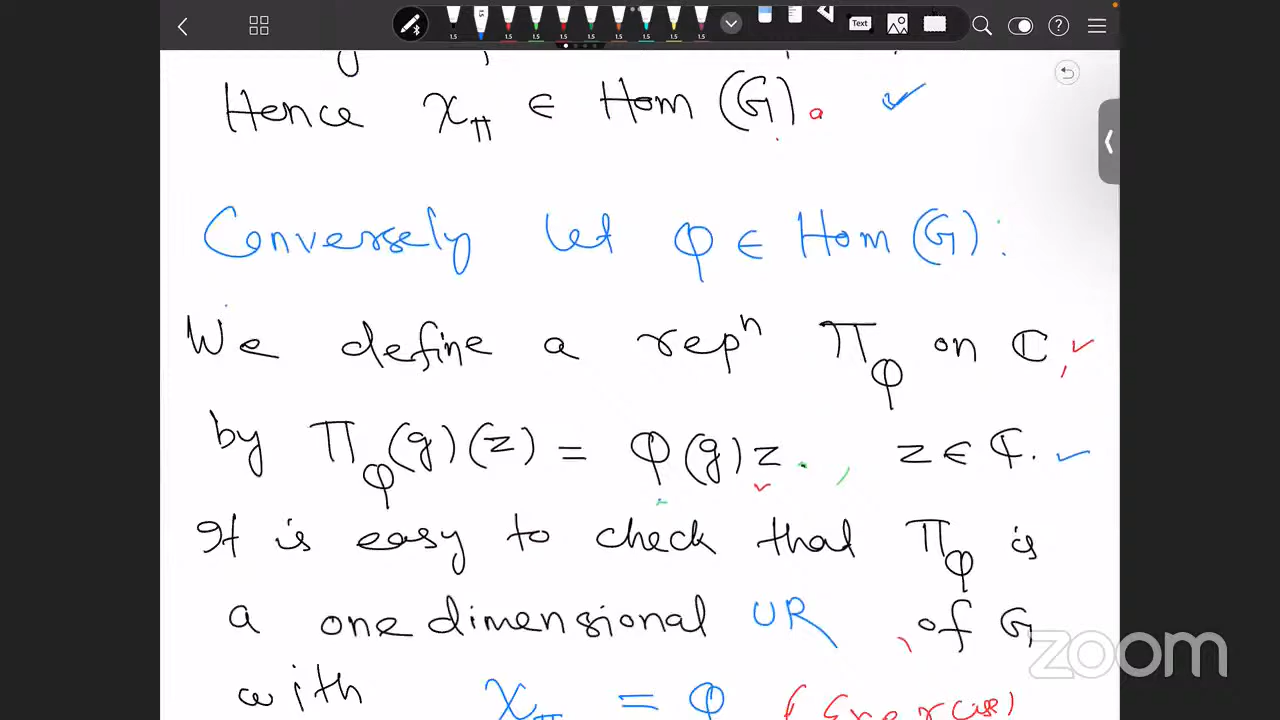 Hence χ_π ∈ Hom (G).
Conversely let φ ∈ Hom (G):
We define a repⁿ π_φ on ℂ,
by π_φ(g)(z) = φ(g)z , z ∈ ℂ.
It is easy to check that π_φ is
a one dimensional UR of G
with χ_π = φ (Exercise)
zoom
Text